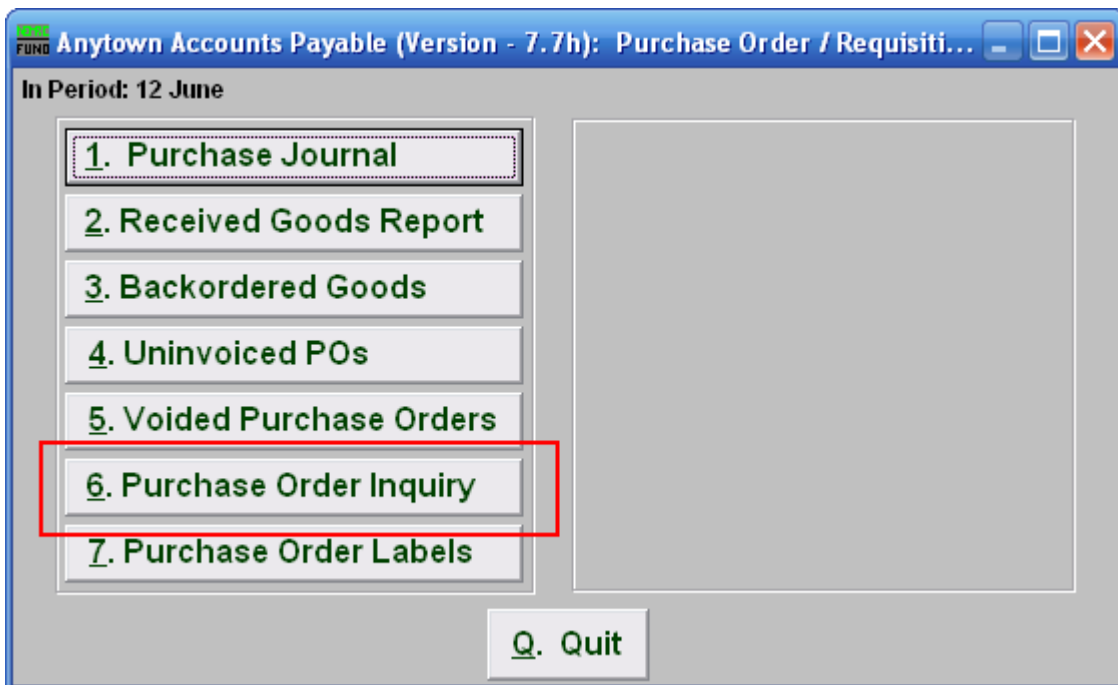 FUND Anytown Accounts Payable (Version - 7.7h): Purchase Order / Requisiti...
In Period: 12 June
1. Purchase Journal
2. Received Goods Report
3. Backordered Goods
4. Uninvoiced POs
5. Voided Purchase Orders
6. Purchase Order Inquiry
7. Purchase Order Labels
Q. Quit